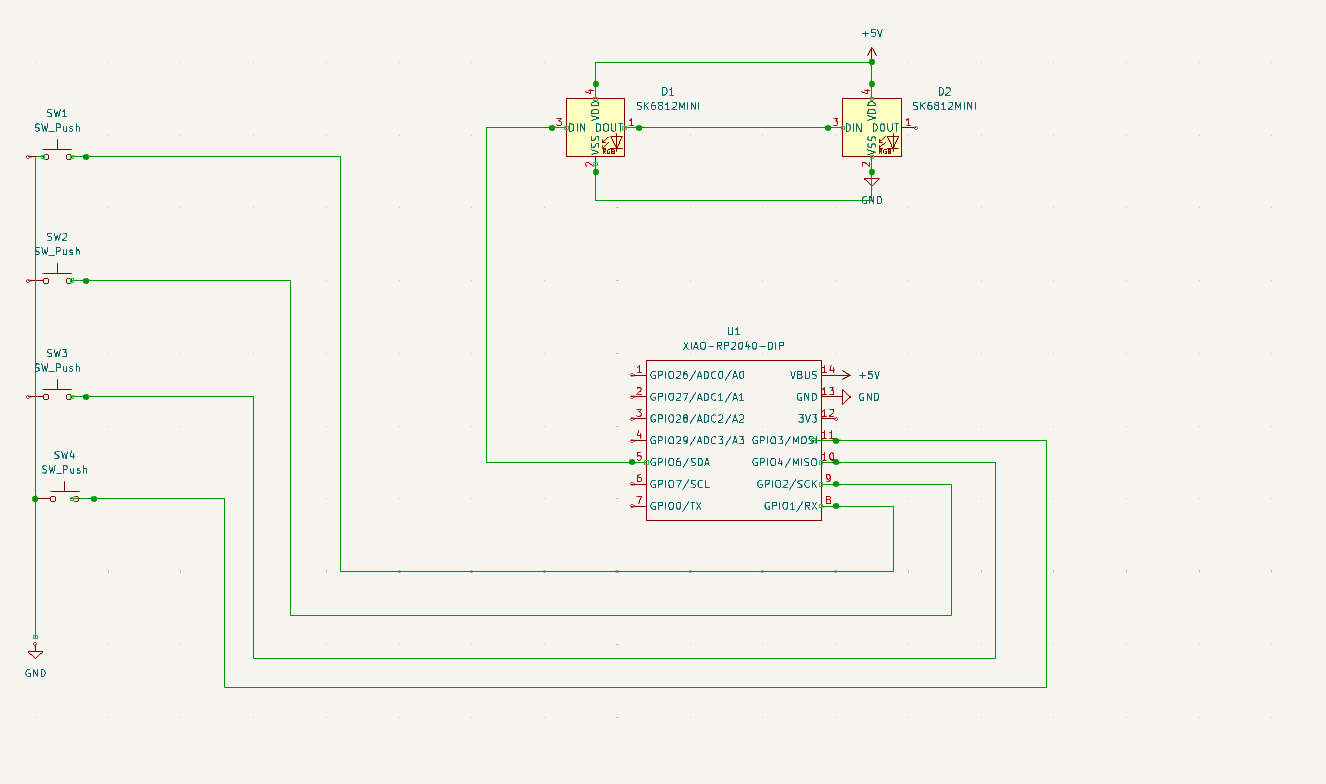 +5V
D1
SK6812MINI
D2
SK6812MINI
4
VDD
3
DIN
DOUT
1
VSS
RGB
2
4
VDD
3
DIN
DOUT
1
VSS
RGB
2
GND
SW1
SW_Push
SW2
SW_Push
SW3
SW_Push
SW4
SW_Push
GND
U1
XIAO-RP2040-DIP
1 GPIO26/ADC0/A0
VBUS 14
+5V
2 GPIO27/ADC1/A1
GND 13
GND
3 GPIO28/ADC2/A2
3V3 12
4 GPIO29/ADC3/A3
GPIO3/MOSI 11
5 GPIO6/SDA
GPIO4/MISO 10
6 GPIO7/SCL
GPIO2/SCK 9
7 GPIO0/TX
GPIO1/RX 8